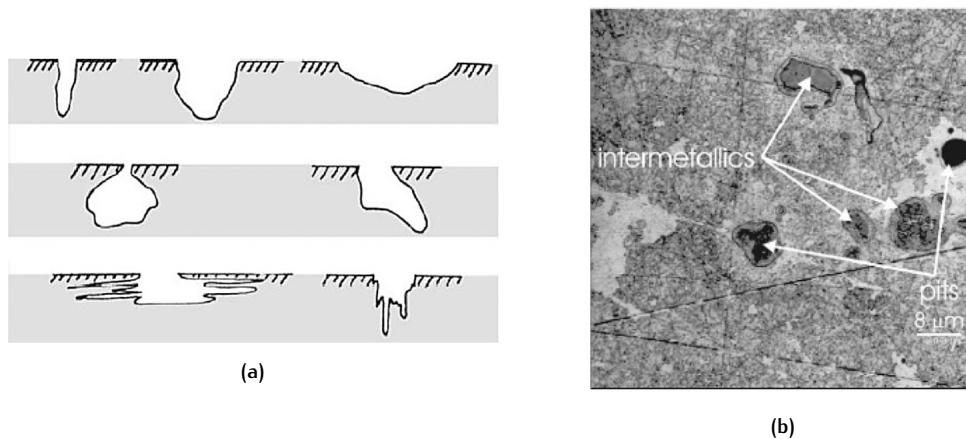 intermetallics
pits
8 μm
(a)
(b)